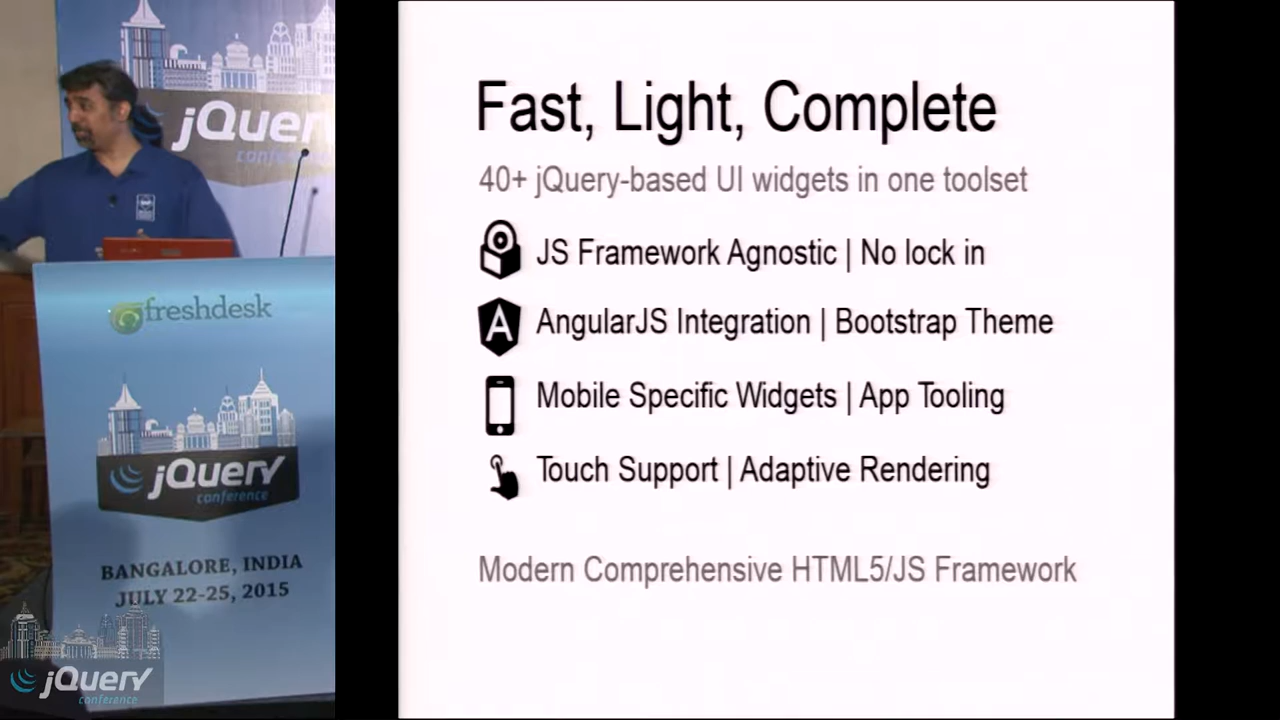 jQuery
conference
freshdesk
jQuery
conference
BANGALORE, INDIA
JULY 22-25, 2015
jQuery
conference
Fast, Light, Complete
40+ jQuery-based UI widgets in one toolset
JS Framework Agnostic | No lock in
AngularJS Integration | Bootstrap Theme
Mobile Specific Widgets | App Tooling
Touch Support | Adaptive Rendering
Modern Comprehensive HTML5/JS Framework